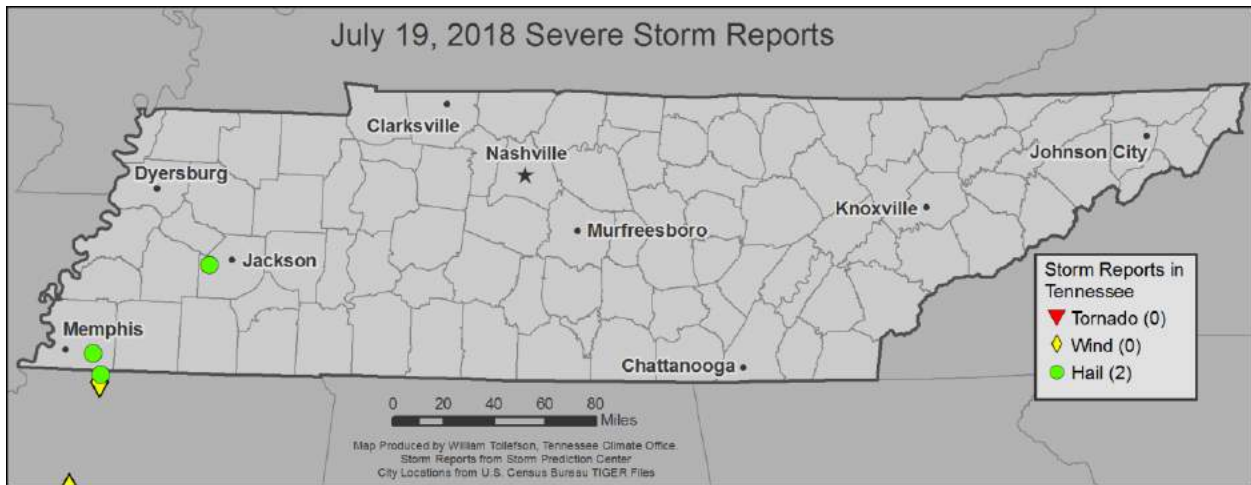 July 19, 2018 Severe Storm Reports
Clarksville
Nashville
Dyersburg
Johnson City
Knoxville
Murfreesboro
Jackson
Memphis
Chattanooga
Storm Reports in
Tennessee
Tornado (0)
Wind (0)
Hail (2)
0 20 40 60 80
Miles
Map Produced by William Tollefson, Tennessee Climate Office.
Storm Reports from Storm Prediction Center
City Locations from U.S. Census Bureau TIGER Files